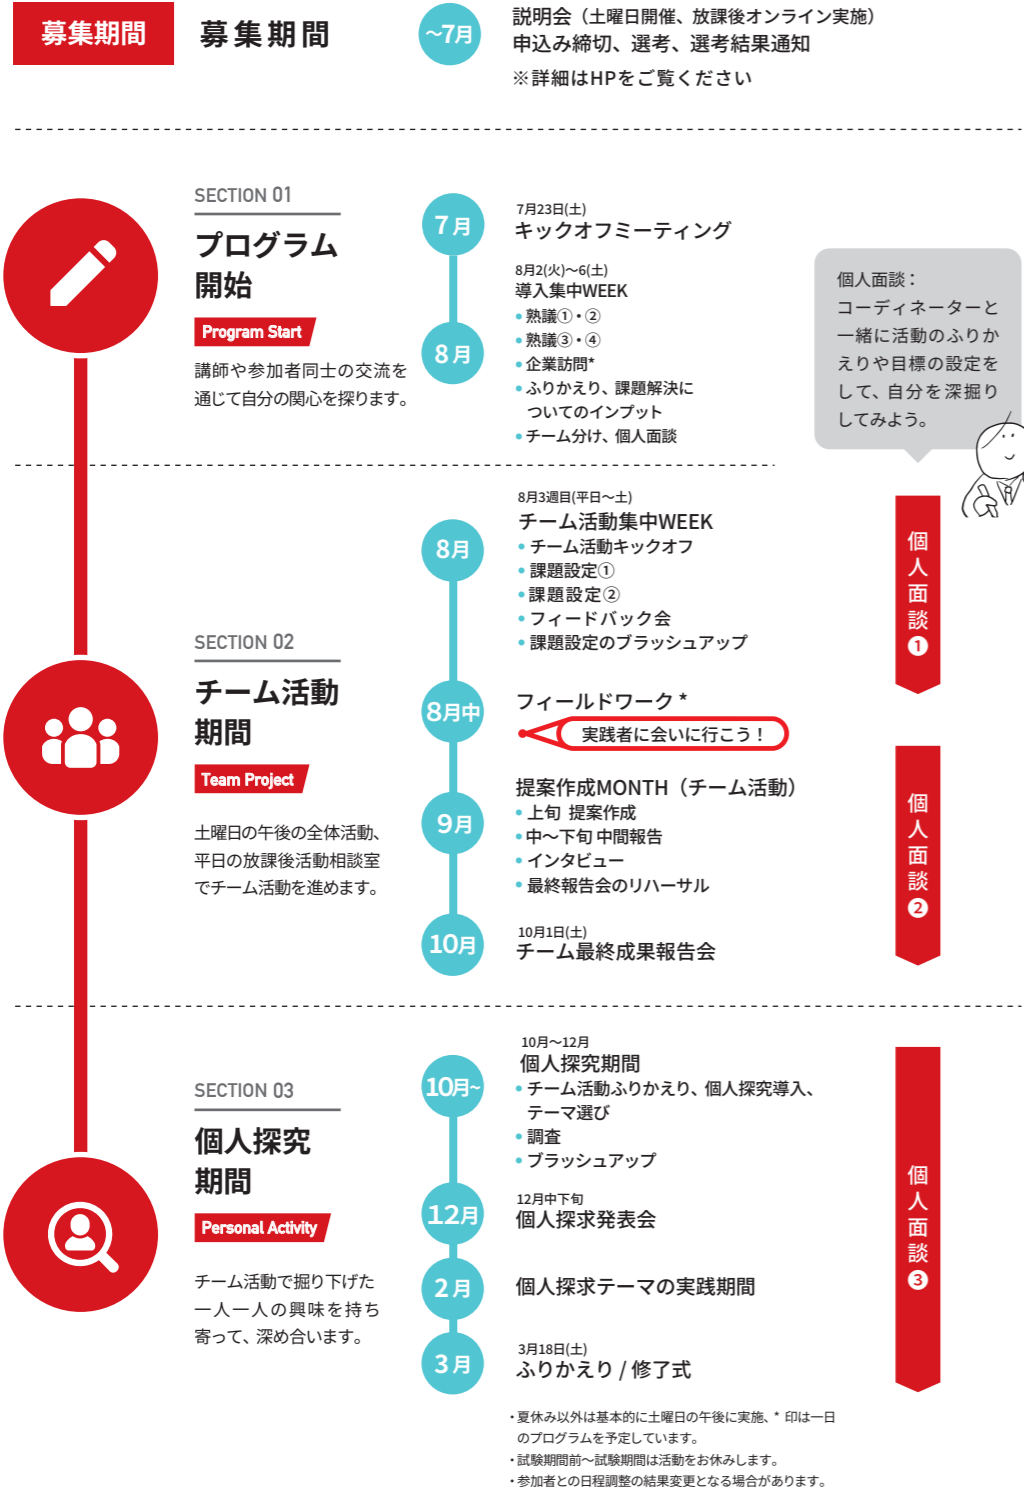 募集期間
募集期間
～7月
説明会（土曜日開催、放課後オンライン実施）
申込み締切、選考、選考結果通知
※詳細はHPをご覧ください
SECTION 01
プログラム
開始
Program Start
講師や参加者同士の交流を
通じて自分の関心を探ります。
7月
7月23日(土)
キックオフミーティング
8月
8月2(火)～6(土)
導入集中WEEK
• 熟議①・②
• 熟議③・④
• 企業訪問*
• ふりかえり、課題解決に
ついてのインプット
• チーム分け、個人面談
個人面談：
コーディネーターと
一緒に活動のふりか
えりや目標の設定を
して、自分を深掘り
してみよう。
SECTION 02
チーム活動
期間
Team Project
土曜日の午後の全体活動、
平日の放課後活動相談室
でチーム活動を進めます。
8月
8月3週目(平日～土)
チーム活動集中WEEK
• チーム活動キックオフ
• 課題設定①
• 課題設定②
• フィードバック会
• 課題設定のブラッシュアップ
8月中
フィールドワーク *
実践者に会いに行こう！
9月
提案作成MONTH（チーム活動）
• 上旬 提案作成
• 中～下旬 中間報告
• インタビュー
• 最終報告会のリハーサル
10月
10月1日(土)
チーム最終成果報告会
個人面談❶
個人面談❷
SECTION 03
個人探究
期間
Personal Activity
チーム活動で掘り下げた
一人一人の興味を持ち
寄って、深め合います。
10月~
10月～12月
個人探究期間
• チーム活動ふりかえり、個人探究導入、
テーマ選び
• 調査
• ブラッシュアップ
12月
12月中下旬
個人探求発表会
2月
個人探求テーマの実践期間
3月
3月18日(土)
ふりかえり / 修了式
個人面談❸
・夏休み以外は基本的に土曜日の午後に実施、* 印は一日
のプログラムを予定しています。
・試験期間前～試験期間は活動をお休みします。
・参加者との日程調整の結果変更となる場合があります。